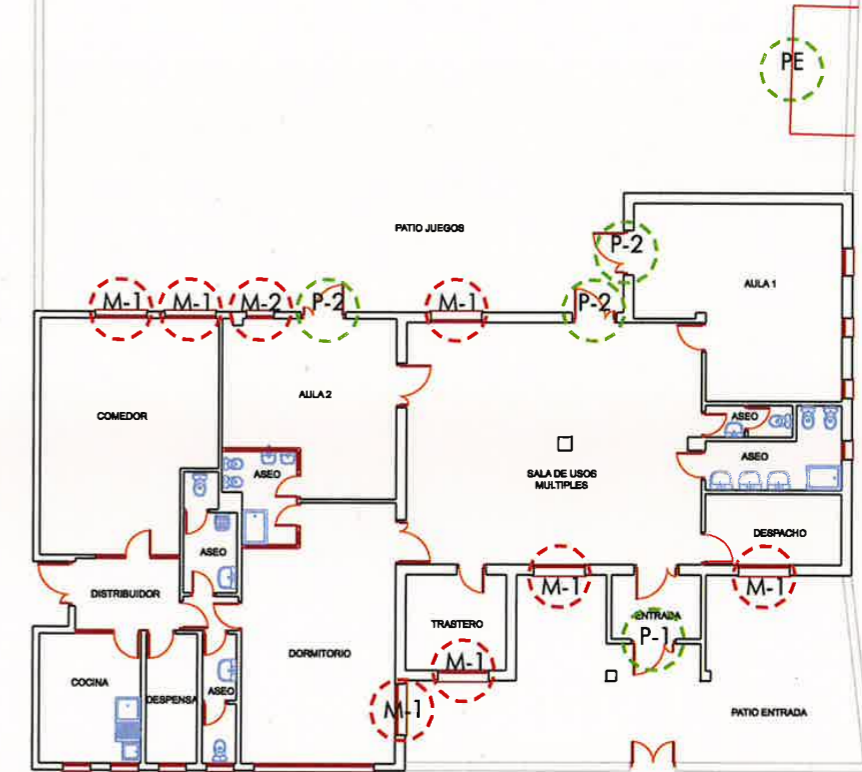 PE
PATIO JUEGOS
P-2
AULA 1
M-1
M-1
M-2
P-2
M-1
P-2
AULA 2
COMEDOR
ASEO
ASEO
ASEO
SALA DE USOS
MULTIPLES
DESPACHO
ASEO
DISTRIBUIDOR
M-1
M-1
ENTRADA
TRASTERO
P-1
DORMITORIO
M-1
COCINA
ASEO
DESPENSA
M-1
PATIO ENTRADA